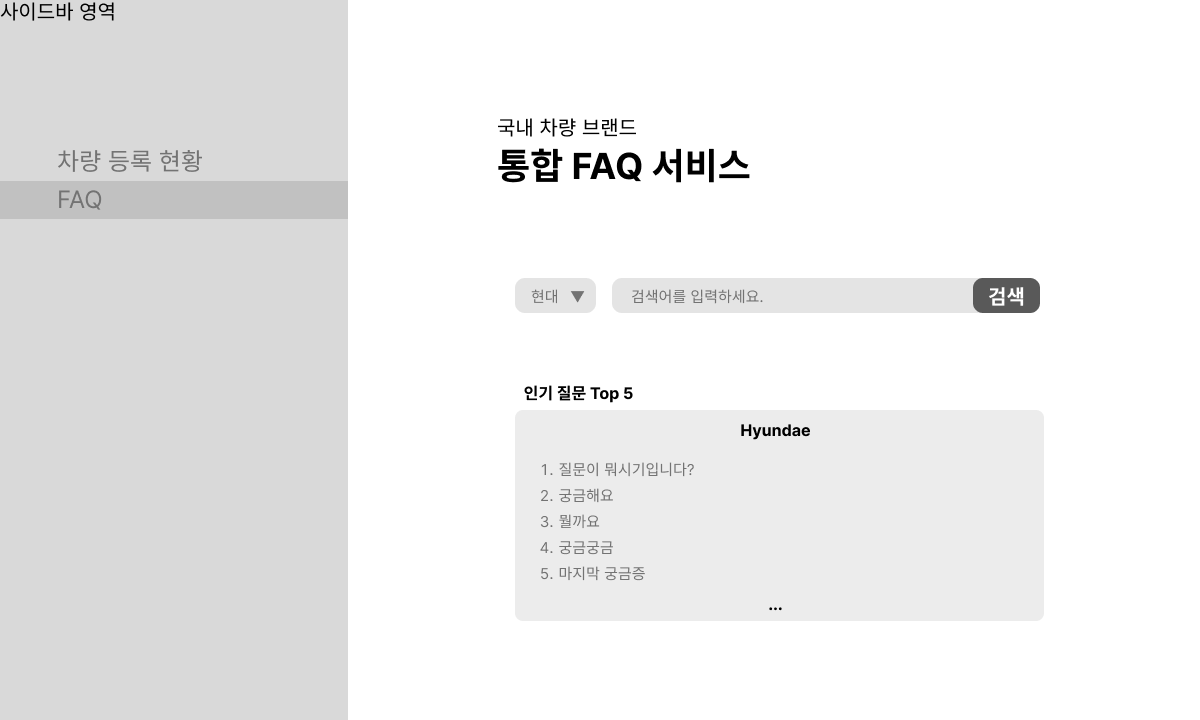 사이드바 영역
차량 등록 현황
FAQ
국내 차량 브랜드
통합 FAQ 서비스
현대 ▼
검색어를 입력하세요.
검색
인기 질문 Top 5
Hyundae
1. 질문이 뭐시기입니다?
2. 궁금해요
3. 뭘까요
4. 궁금궁금
5. 마지막 궁금증
...